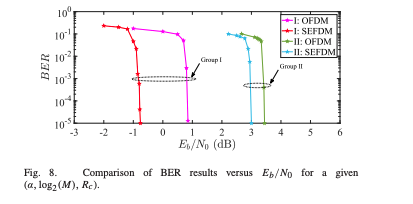 10^0
I: OFDM
I: SEFDM
II: OFDM
II: SEFDM
10^-1
Group I
Group II
10^-2
BER
10^-3
10^-4
10^-5
-3 -2 -1 0 1 2 3 4 5 6
E_b/N_0 (dB)
Fig. 8. Comparison of BER results versus E_b/N_0 for a given
(α, log_2(M), R_c).